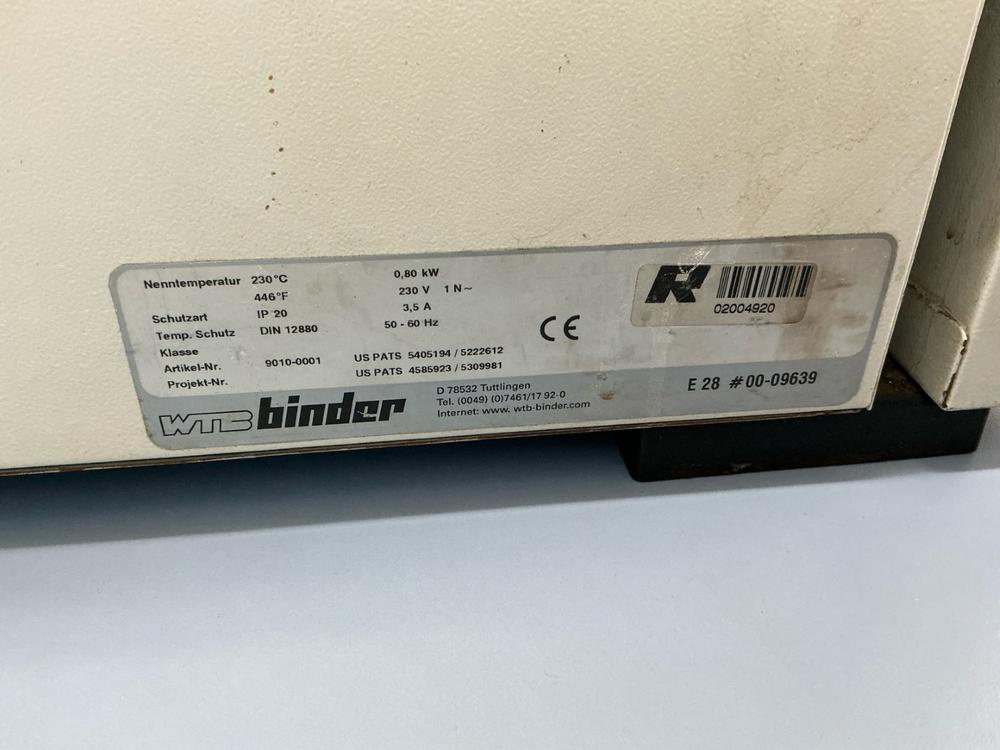 Nenntemperatur 230°C 0,80 kW
446°F 230 V 1 N~
Schutzart IP 20 3,5 A
Temp. Schutz DIN 12880 50 - 60 Hz
Klasse
Artikel-Nr. 9010-0001 US PATS 5405194 / 5222612
Projekt-Nr. US PATS 4585923 / 5309981
CE
R
02004920
WTB binder
D 78532 Tuttlingen
Tel. (0049) (0)7461/17 92-0
Internet: www. wtb-binder.com
E 28 #00-09639